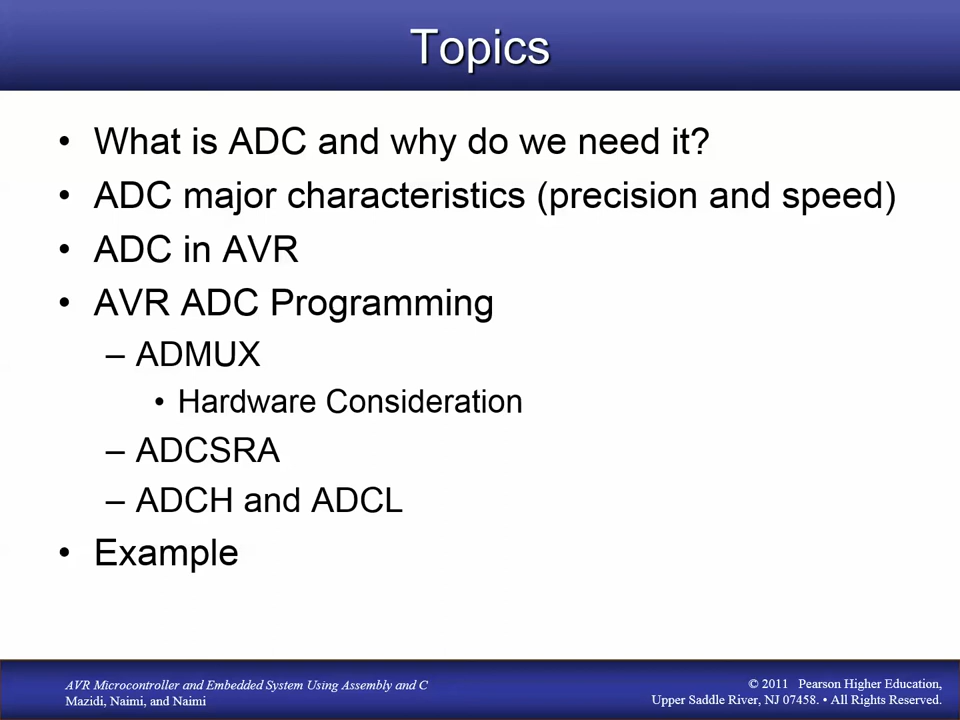 Topics
• What is ADC and why do we need it?
• ADC major characteristics (precision and speed)
• ADC in AVR
• AVR ADC Programming
– ADMUX
• Hardware Consideration
– ADCSRA
– ADCH and ADCL
• Example
AVR Microcontroller and Embedded System Using Assembly and C
Mazidi, Naimi, and Naimi
© 2011 Pearson Higher Education,
Upper Saddle River, NJ 07458. • All Rights Reserved.